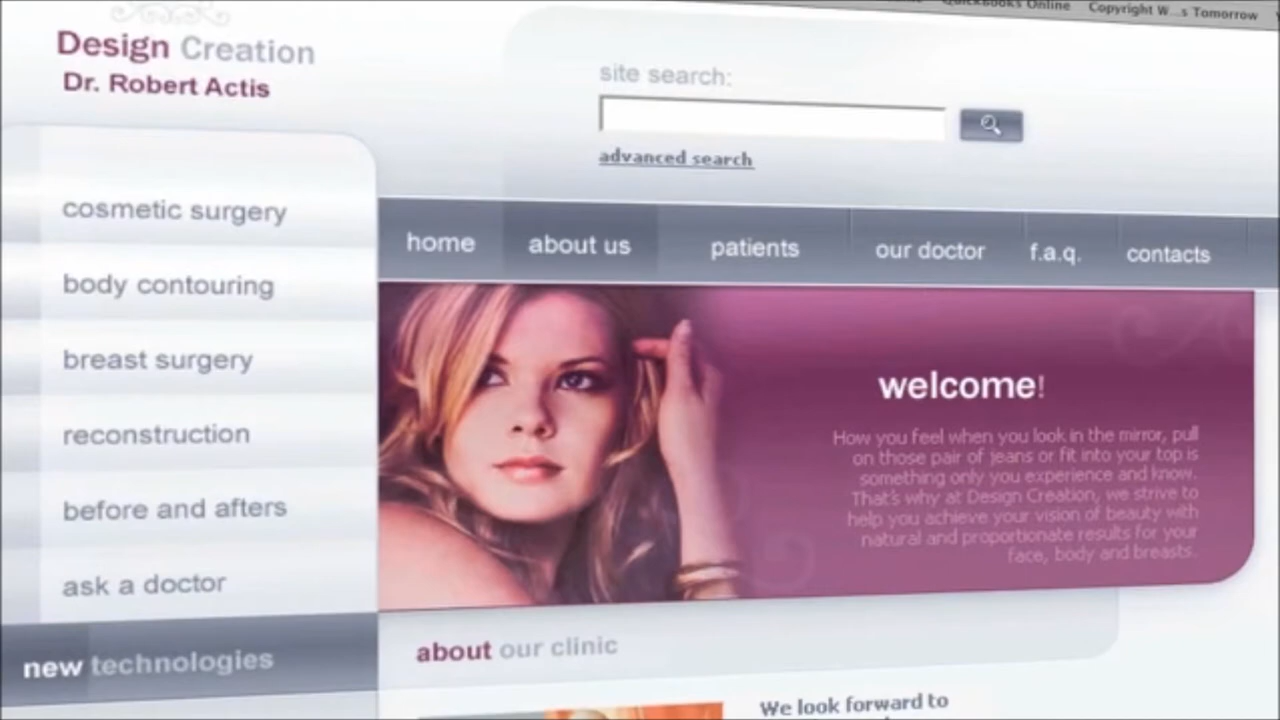 QuickBooks Online
Copyright W...s Tomorrow
Design Creation
Dr. Robert Actis
site search:
advanced search
cosmetic surgery
body contouring
breast surgery
reconstruction
before and afters
ask a doctor
new technologies
home
about us
patients
our doctor
f.a.q.
contacts
welcome!
How you feel when you look in the mirror, pull
on those pair of jeans or fit into your top is
something only you experience and know.
That's why at Design Creation, we strive to
help you achieve your vision of beauty with
natural and proportionate results for your
face, body and breasts.
about our clinic
We look forward to